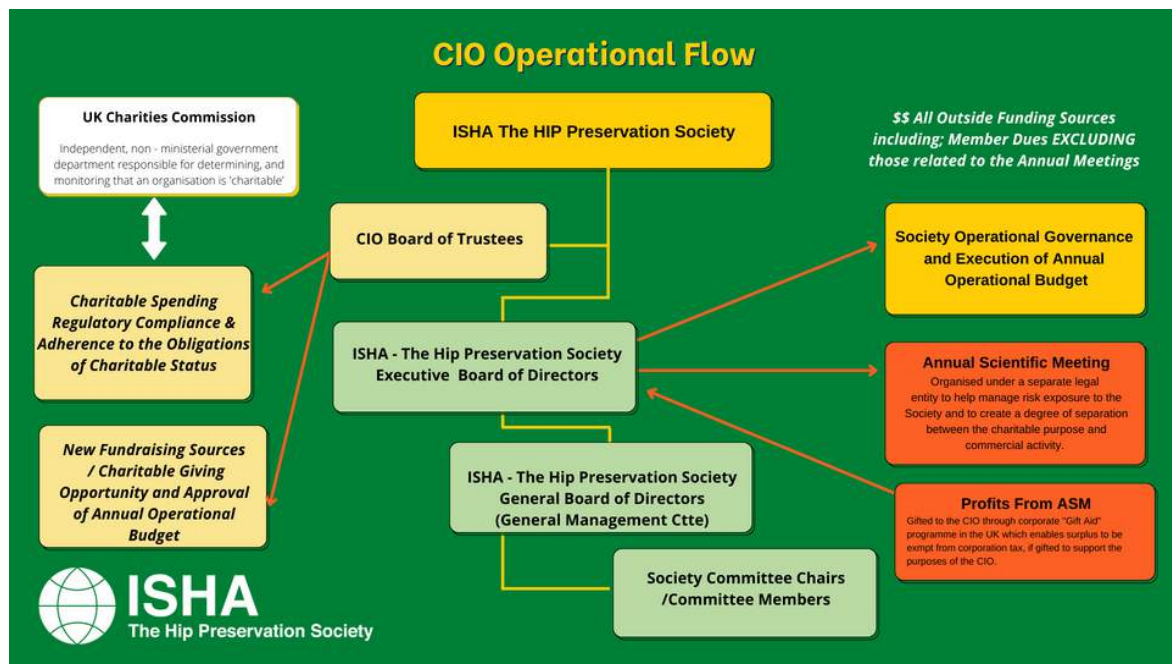 CIO Operational Flow
UK Charities Commission
Independent, non - ministerial government
department responsible for determining, and
monitoring that an organisation is 'charitable'
ISHA The HIP Preservation Society
$$ All Outside Funding Sources
including; Member Dues EXCLUDING
those related to the Annual Meetings
CIO Board of Trustees
Society Operational Governance
and Execution of Annual
Operational Budget
Charitable Spending
Regulatory Compliance &
Adherence to the Obligations
of Charitable Status
ISHA - The Hip Preservation Society
Executive Board of Directors
Annual Scientific Meeting
Organised under a separate legal
entity to help manage risk exposure to the
Society and to create a degree of separation
between the charitable purpose and
commercial activity.
New Fundraising Sources
/ Charitable Giving
Opportunity and Approval
of Annual Operational
Budget
ISHA - The Hip Preservation Society
General Board of Directors
(General Management Ctte)
Profits From ASM
Gifted to the CIO through corporate "Gift Aid"
programme in the UK which enables surplus to be
exempt from corporation tax, if gifted to support the
purposes of the CIO.
Society Committee Chairs
/Committee Members
ISHA
The Hip Preservation Society